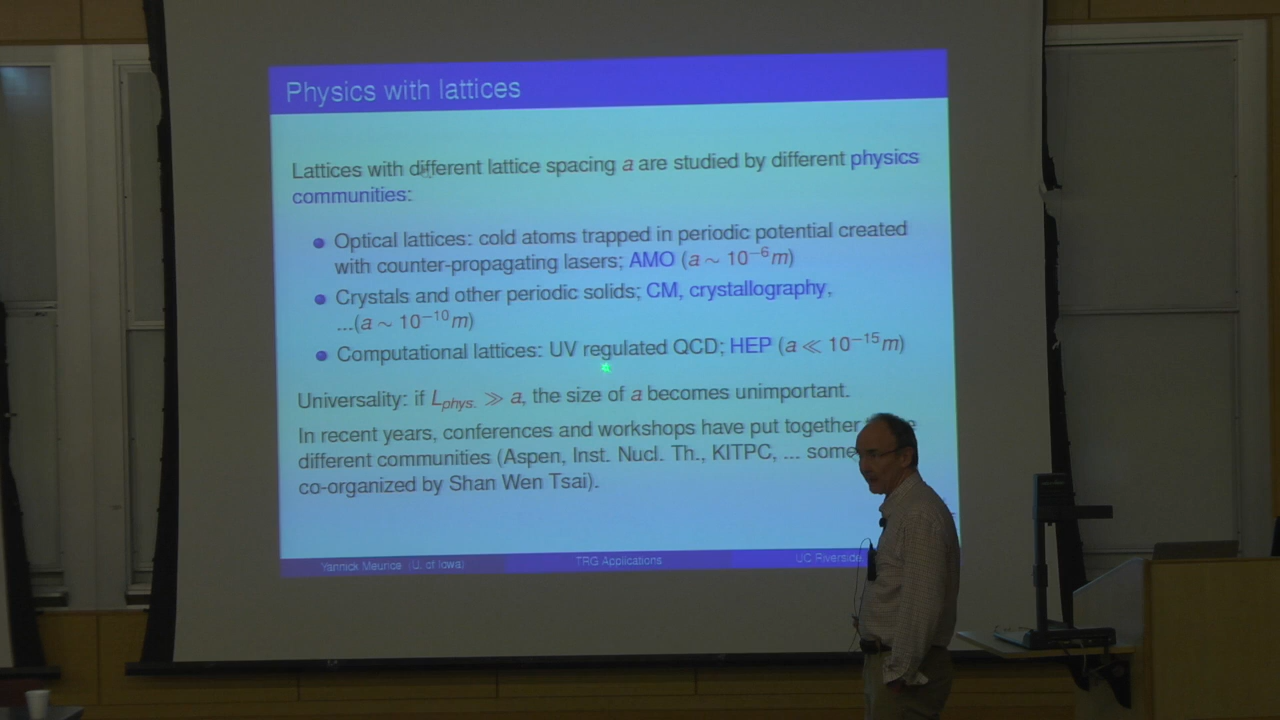 Physics with lattices
Lattices with different lattice spacing a are studied by different physics
communities:
Optical lattices: cold atoms trapped in periodic potential created
with counter-propagating lasers; AMO (a ∼ 10⁻⁶m)
Crystals and other periodic solids; CM, crystallography,
...(a ∼ 10⁻¹⁰m)
Computational lattices: UV regulated QCD; HEP (a ≪ 10⁻¹⁵m)
Universality: if L_phys. ≫ a, the size of a becomes unimportant.
In recent years, conferences and workshops have put together
different communities (Aspen, Inst. Nucl. Th., KITPC, ... some
co-organized by Shan Wen Tsai).
Yannick Meurice (U. of Iowa) TRG Applications UC Riverside